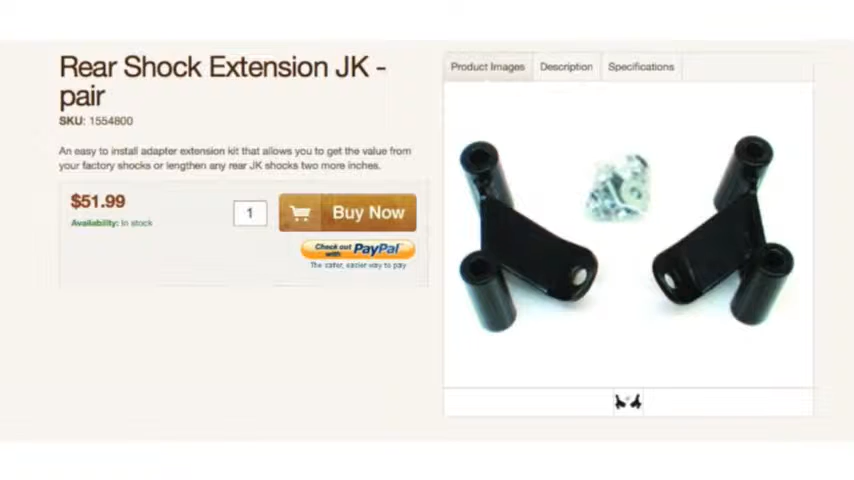 Rear Shock Extension JK -
pair
SKU: 1554800
An easy to install adapter extension kit that allows you to get the value from
your factory shocks or lengthen any rear JK shocks two more inches.
$51.99
Availability: In stock
1
Buy Now
Check out
with PayPal
The safer, easier way to pay
Product Images
Description
Specifications